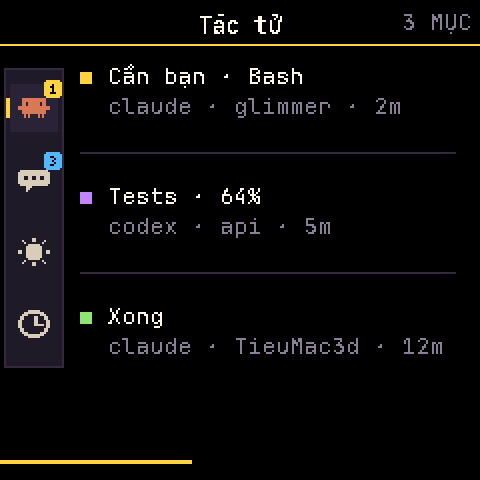 Tác tử
3 MỤC
1
Cần bạn · Bash
claude · glimmer · 2m
3
Tests · 64%
codex · api · 5m
Xong
claude · TieuMac3d · 12m